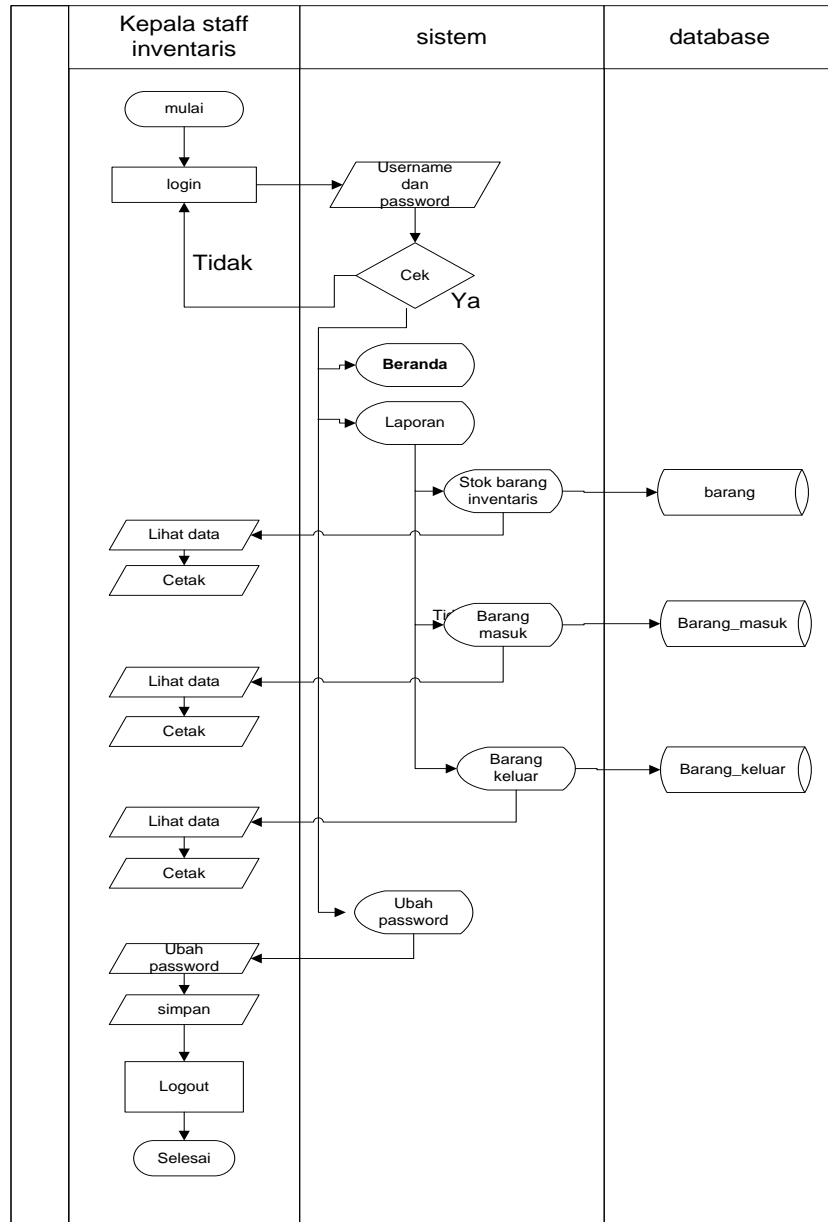 Kepala staff
inventaris
sistem
database
mulai
login
Username
dan
password
Tidak
Cek
Ya
Beranda
Laporan
Stok barang
inventaris
barang
Lihat data
Cetak
Barang
masuk
Barang_masuk
Lihat data
Cetak
Barang
keluar
Barang_keluar
Lihat data
Cetak
Ubah
password
Ubah
password
simpan
Logout
Selesai